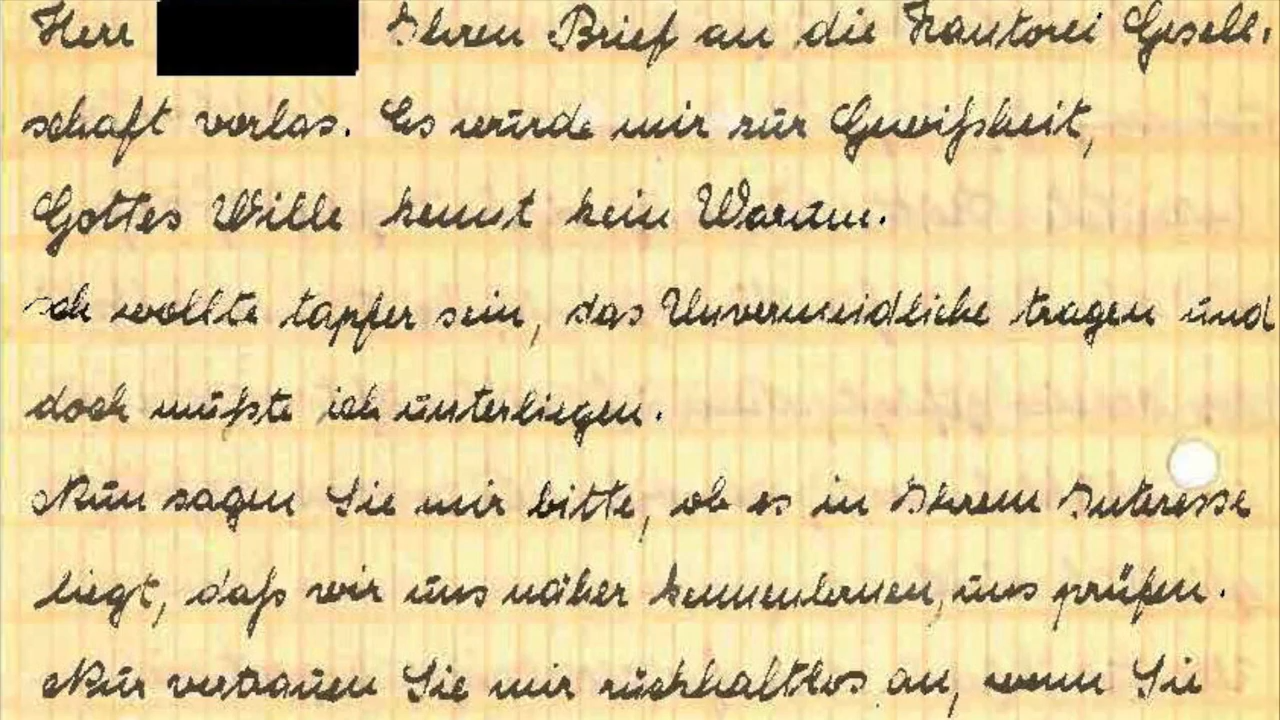 Herr Ihren Brief an die Kantorei Gesell-
schaft vorlas. Es wurde mir zur Gewißheit,
Gottes Wille kennt kein Warum.
Ich wollte tapfer sein, das Unvermeidliche tragen und
doch mußte ich unterliegen.
Nun sagen Sie mir bitte, ob es in Ihrem Interesse
liegt, daß wir uns näher kennenlernen, uns prüfen.
Nur vertrauen Sie mir rückhaltlos an, wenn Sie